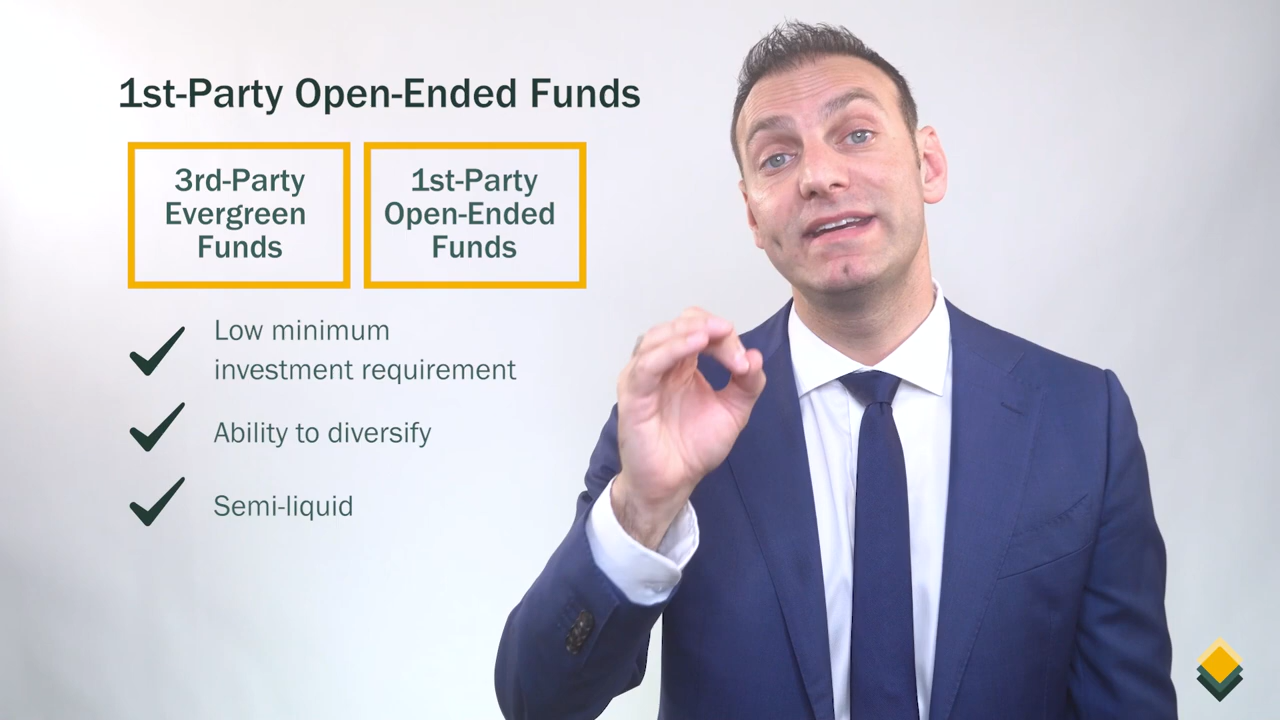 1st-Party Open-Ended Funds
3rd-Party
Evergreen
Funds
1st-Party
Open-Ended
Funds
Low minimum
investment requirement
Ability to diversify
Semi-liquid